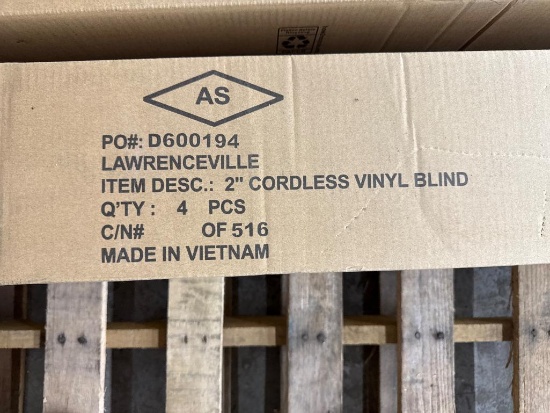 AS
PO#: D600194
LAWRENCEVILLE
ITEM DESC.: 2" CORDLESS VINYL BLIND
Q'TY : 4 PCS
C/N# OF 516
MADE IN VIETNAM